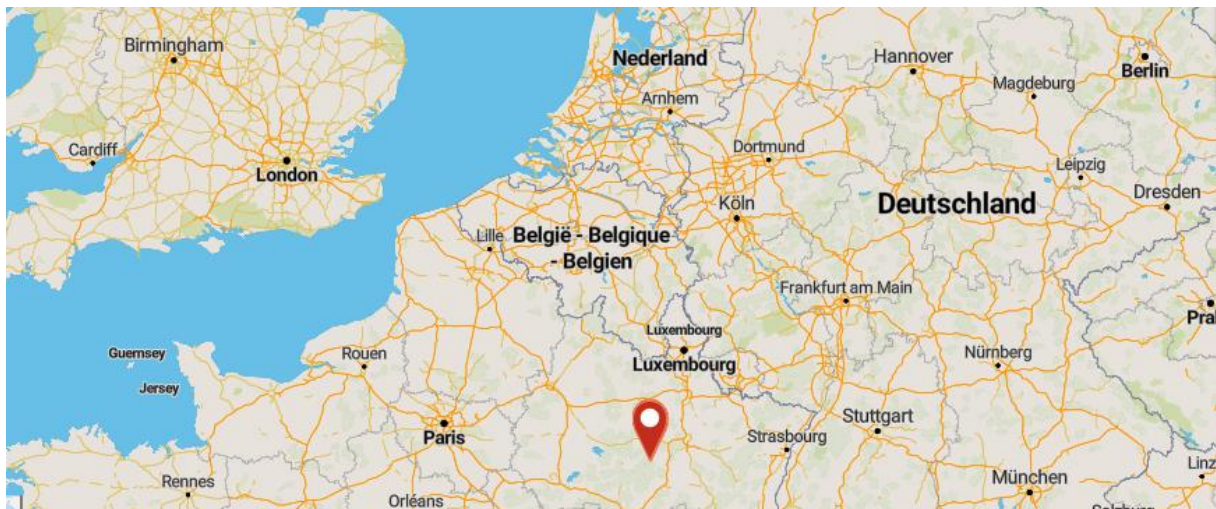 Birmingham
Nederland
Hannover
Berlin
Magdeburg
Arnhem
Cardiff
London
Dortmund
Leipzig
Dresden
Köln
Deutschland
Lille
België - Belgique
- Belgien
Frankfurt am Main
Pra
Luxembourg
Guernsey
Rouen
Luxembourg
Nürnberg
Jersey
Stuttgart
Paris
Strasbourg
Linz
Rennes
München
Orléans
Salzburg